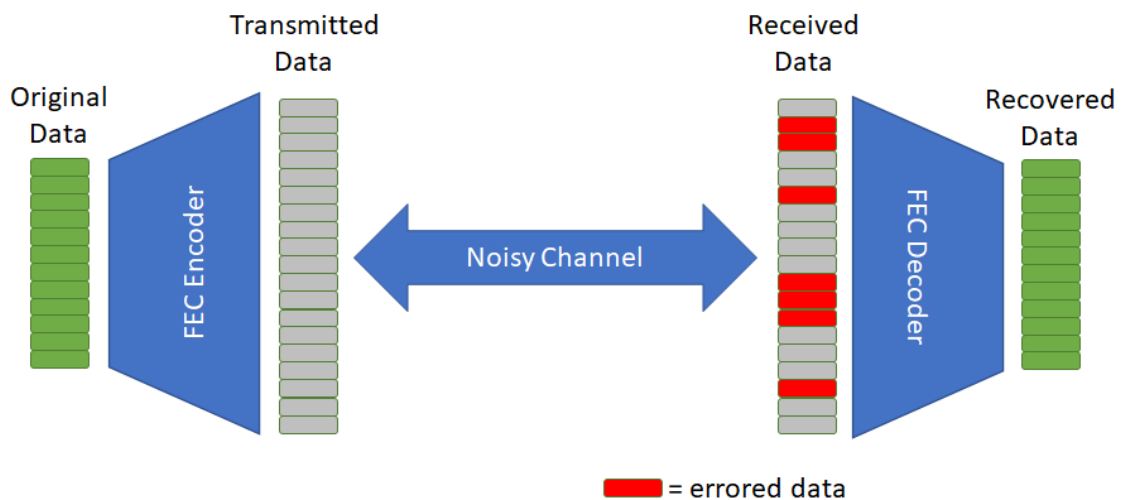 Original
Data
FEC Encoder
Transmitted
Data
Noisy Channel
Received
Data
FEC Decoder
Recovered
Data
= errored data